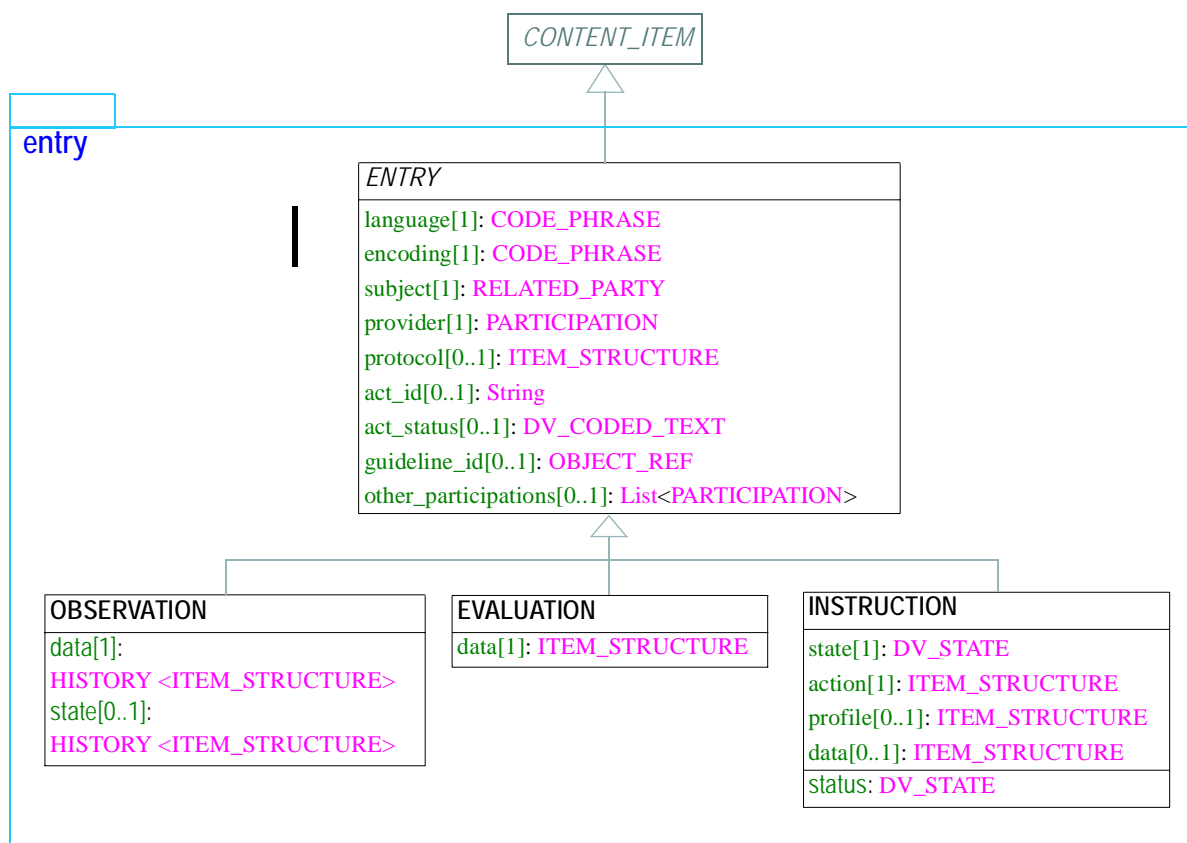 CONTENT_ITEM
entry
ENTRY
language[1]: CODE_PHRASE
encoding[1]: CODE_PHRASE
subject[1]: RELATED_PARTY
provider[1]: PARTICIPATION
protocol[0..1]: ITEM_STRUCTURE
act_id[0..1]: String
act_status[0..1]: DV_CODED_TEXT
guideline_id[0..1]: OBJECT_REF
other_participations[0..1]: List<PARTICIPATION>
OBSERVATION
data[1]:
HISTORY <ITEM_STRUCTURE>
state[0..1]:
HISTORY <ITEM_STRUCTURE>
EVALUATION
data[1]: ITEM_STRUCTURE
INSTRUCTION
state[1]: DV_STATE
action[1]: ITEM_STRUCTURE
profile[0..1]: ITEM_STRUCTURE
data[0..1]: ITEM_STRUCTURE
status: DV_STATE